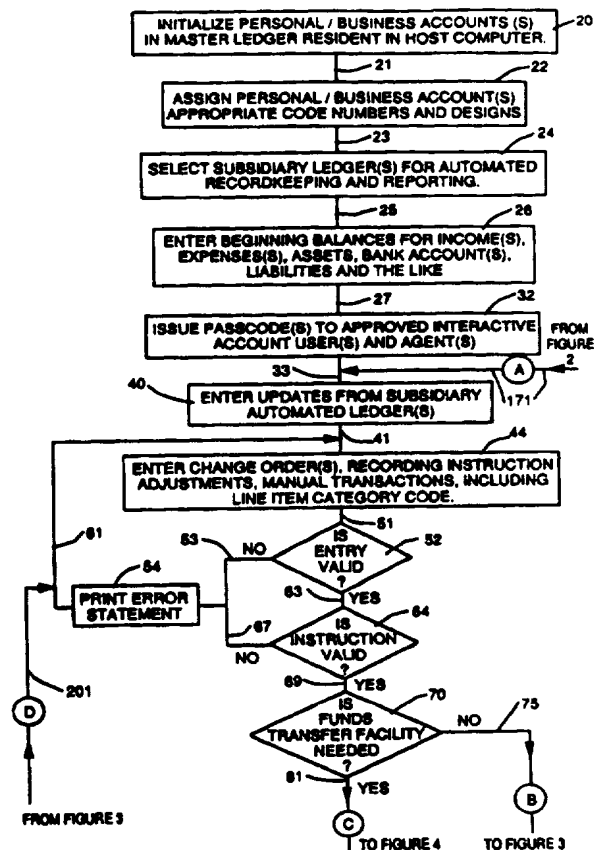 INITIALIZE PERSONAL / BUSINESS ACCOUNTS (S)
IN MASTER LEDGER RESIDENT IN HOST COMPUTER.
20
21
22
ASSIGN PERSONAL / BUSINESS ACCOUNT(S)
APPROPRIATE CODE NUMBERS AND DESIGNS
23
24
SELECT SUBSIDIARY LEDGER(S) FOR AUTOMATED
RECORDKEEPING AND REPORTING.
25
26
ENTER BEGINNING BALANCES FOR INCOME(S),
EXPENSES(S), ASSETS, BANK ACCOUNT(S),
LIABILITIES AND THE LIKE
27
32
ISSUE PASSCODE(S) TO APPROVED INTERACTIVE
ACCOUNT USER(S) AND AGENT(S)
FROM
FIGURE
2
A
33
171
40
ENTER UPDATES FROM SUBSIDIARY
AUTOMATED LEDGER(S)
41
44
ENTER CHANGE ORDER(S), RECORDING INSTRUCTION
ADJUSTMENTS, MANUAL TRANSACTIONS, INCLUDING
LINE ITEM CATEGORY CODE.
61
51
53
NO
IS
ENTRY
VALID
?
52
54
PRINT ERROR
STATEMENT
63
YES
64
67
NO
IS
INSTRUCTION
VALID
?
69
YES
70
201
IS
FUNDS
TRANSFER FACILITY
NEEDED
?
NO
75
D
81
YES
B
C
FROM FIGURE 3
TO FIGURE 4
TO FIGURE 3